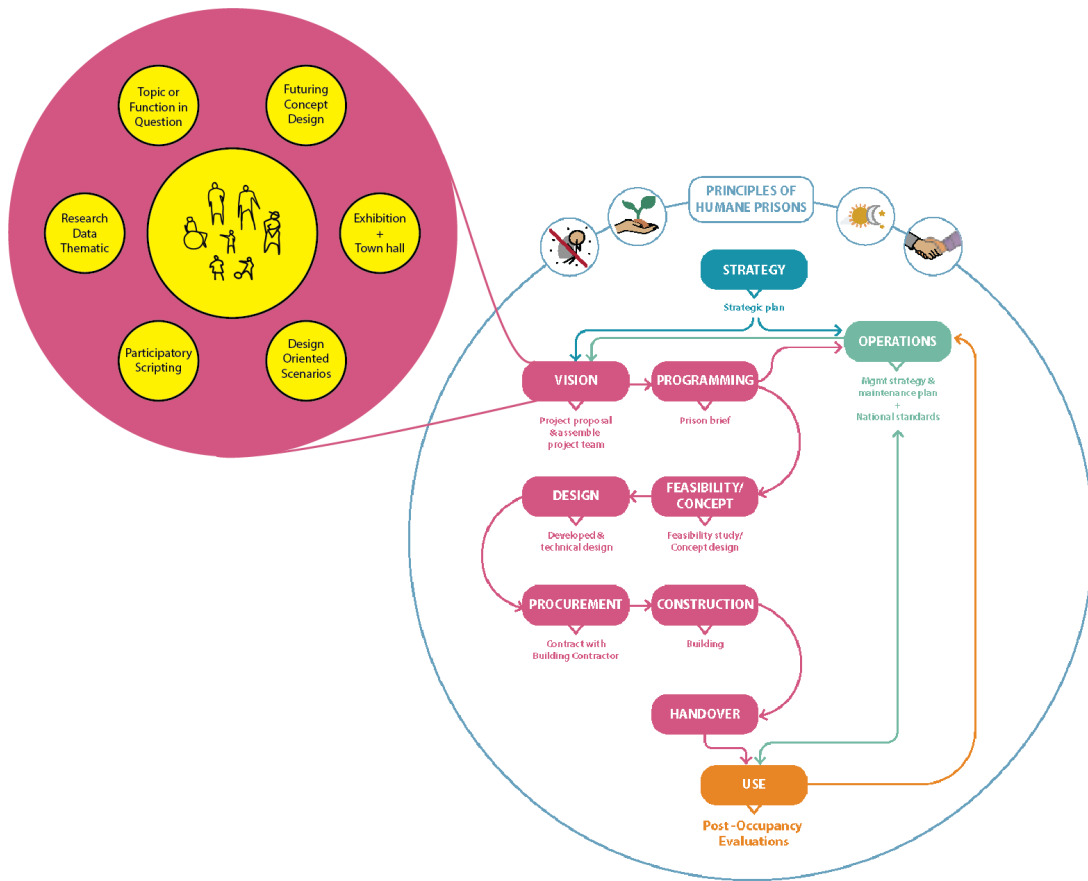 Topic or
Function in
Question
Futuring
Concept
Design
Research
Data
Thematic
Exhibition
+
Town hall
Participatory
Scripting
Design
Oriented
Scenarios
PRINCIPLES OF
HUMANE PRISONS
STRATEGY
Strategic plan
OPERATIONS
Mgmt strategy &
maintenance plan
+
National standards
VISION
Project proposal
& assemble
project team
PROGRAMMING
Prison brief
DESIGN
Developed &
technical design
FEASIBILITY/
CONCEPT
Feasibility study/
Concept design
PROCUREMENT
Contract with
Building Contractor
CONSTRUCTION
Building
HANDOVER
USE
Post-Occupancy
Evaluations